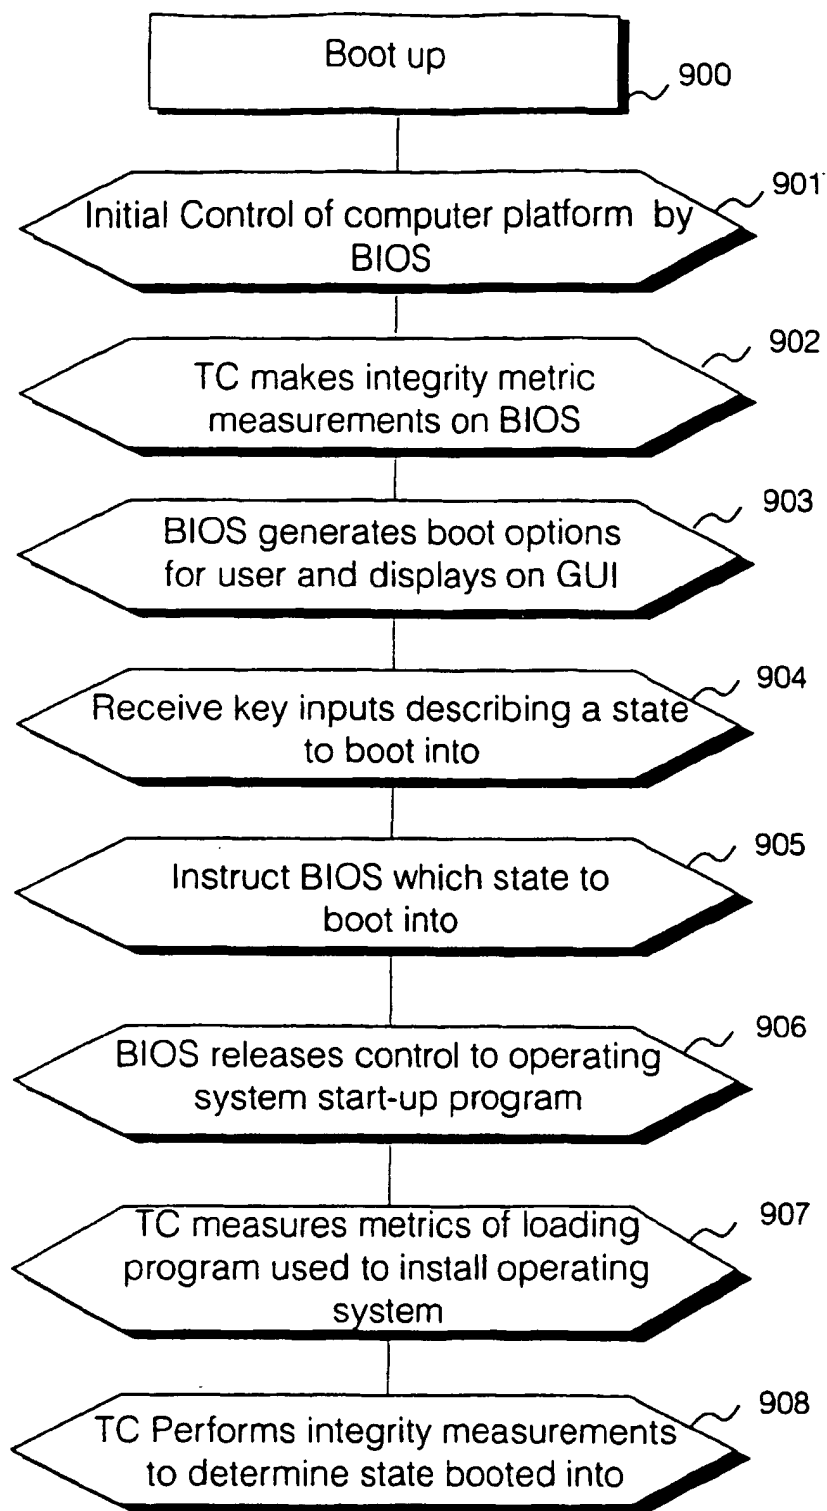 Boot up
900
901
Initial Control of computer platform by
BIOS
902
TC makes integrity metric
measurements on BIOS
903
BIOS generates boot options
for user and displays on GUI
904
Receive key inputs describing a state
to boot into
905
Instruct BIOS which state to
boot into
906
BIOS releases control to operating
system start-up program
907
TC measures metrics of loading
program used to install operating
system
908
TC Performs integrity measurements
to determine state booted into